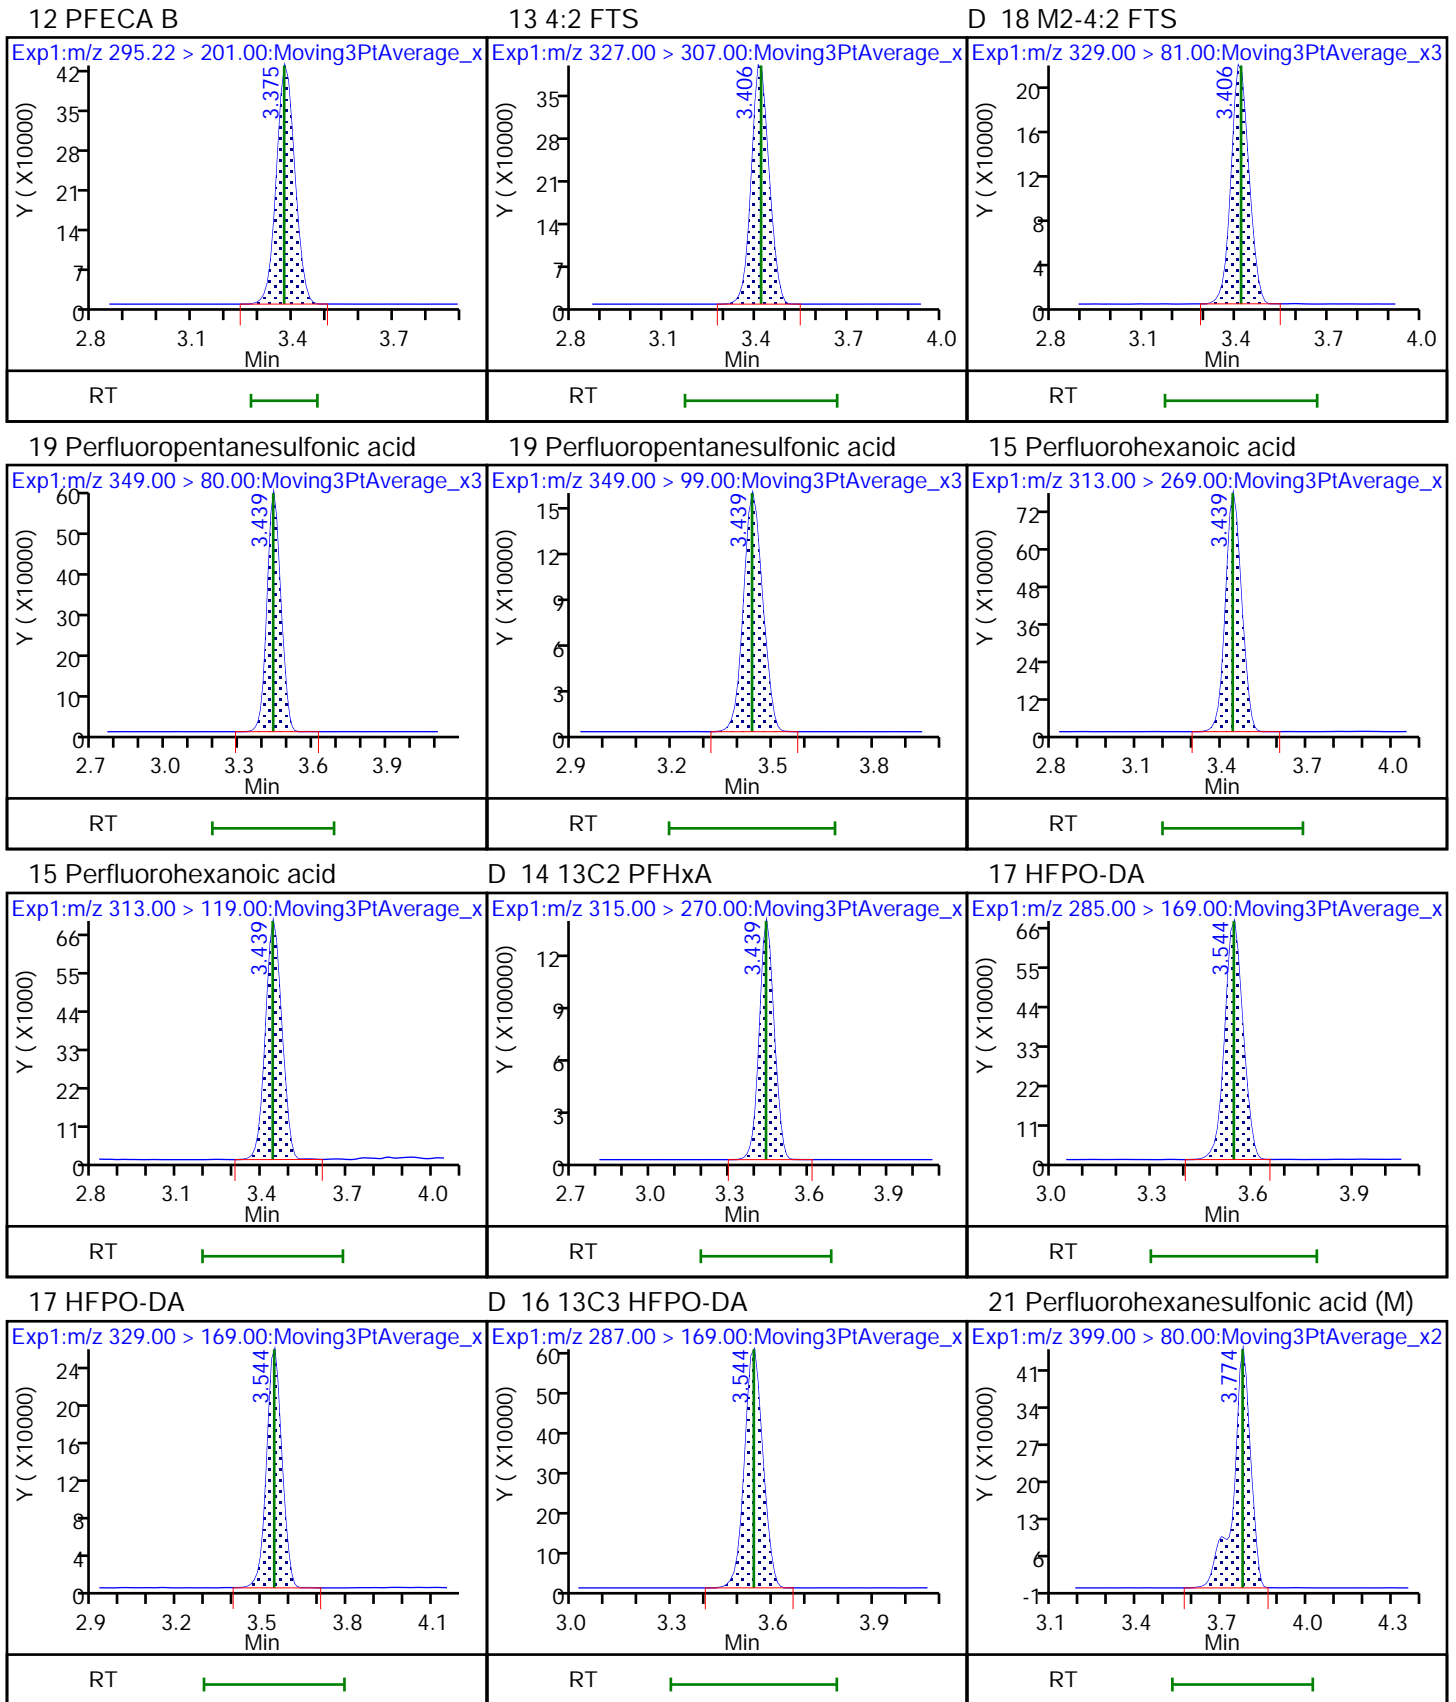 12 PFECA B
Exp1:m/z 295.22 > 201.00:Moving3PtAverage_x
3.375
Y ( X10000)
42
35
28
21
14
7
0
2.8 3.1 3.4 3.7
Min
RT
13 4:2 FTS
Exp1:m/z 327.00 > 307.00:Moving3PtAverage_x
3.406
Y ( X10000)
35
28
21
14
7
0
2.8 3.1 3.4 3.7 4.0
Min
RT
D 18 M2-4:2 FTS
Exp1:m/z 329.00 > 81.00:Moving3PtAverage_x3
3.406
Y ( X10000)
20
16
12
8
4
0
2.8 3.1 3.4 3.7 4.0
Min
RT
19 Perfluoropentanesulfonic acid
Exp1:m/z 349.00 > 80.00:Moving3PtAverage_x3
3.439
Y ( X10000)
60
50
40
30
20
10
0
2.7 3.0 3.3 3.6 3.9
Min
RT
19 Perfluoropentanesulfonic acid
Exp1:m/z 349.00 > 99.00:Moving3PtAverage_x3
3.439
Y ( X10000)
15
12
9
6
3
0
2.9 3.2 3.5 3.8
Min
RT
15 Perfluorohexanoic acid
Exp1:m/z 313.00 > 269.00:Moving3PtAverage_x
3.439
Y ( X10000)
72
60
48
36
24
12
0
2.8 3.1 3.4 3.7 4.0
Min
RT
15 Perfluorohexanoic acid
Exp1:m/z 313.00 > 119.00:Moving3PtAverage_x
3.439
Y ( X1000)
66
55
44
33
22
11
0
2.8 3.1 3.4 3.7 4.0
Min
RT
D 14 13C2 PFHxA
Exp1:m/z 315.00 > 270.00:Moving3PtAverage_x
3.439
Y ( X100000)
12
9
6
3
0
2.7 3.0 3.3 3.6 3.9
Min
RT
17 HFPO-DA
Exp1:m/z 285.00 > 169.00:Moving3PtAverage_x
3.544
Y ( X10000)
66
55
44
33
22
11
0
3.0 3.3 3.6 3.9
Min
RT
17 HFPO-DA
Exp1:m/z 329.00 > 169.00:Moving3PtAverage_x
3.544
Y ( X10000)
24
20
16
12
8
4
0
2.9 3.2 3.5 3.8 4.1
Min
RT
D 16 13C3 HFPO-DA
Exp1:m/z 287.00 > 169.00:Moving3PtAverage_x
3.544
Y ( X10000)
60
50
40
30
20
10
0
3.0 3.3 3.6 3.9
Min
RT
21 Perfluorohexanesulfonic acid (M)
Exp1:m/z 399.00 > 80.00:Moving3PtAverage_x2
3.774
Y ( X10000)
41
34
27
20
13
6
-1
3.1 3.4 3.7 4.0 4.3
Min
RT